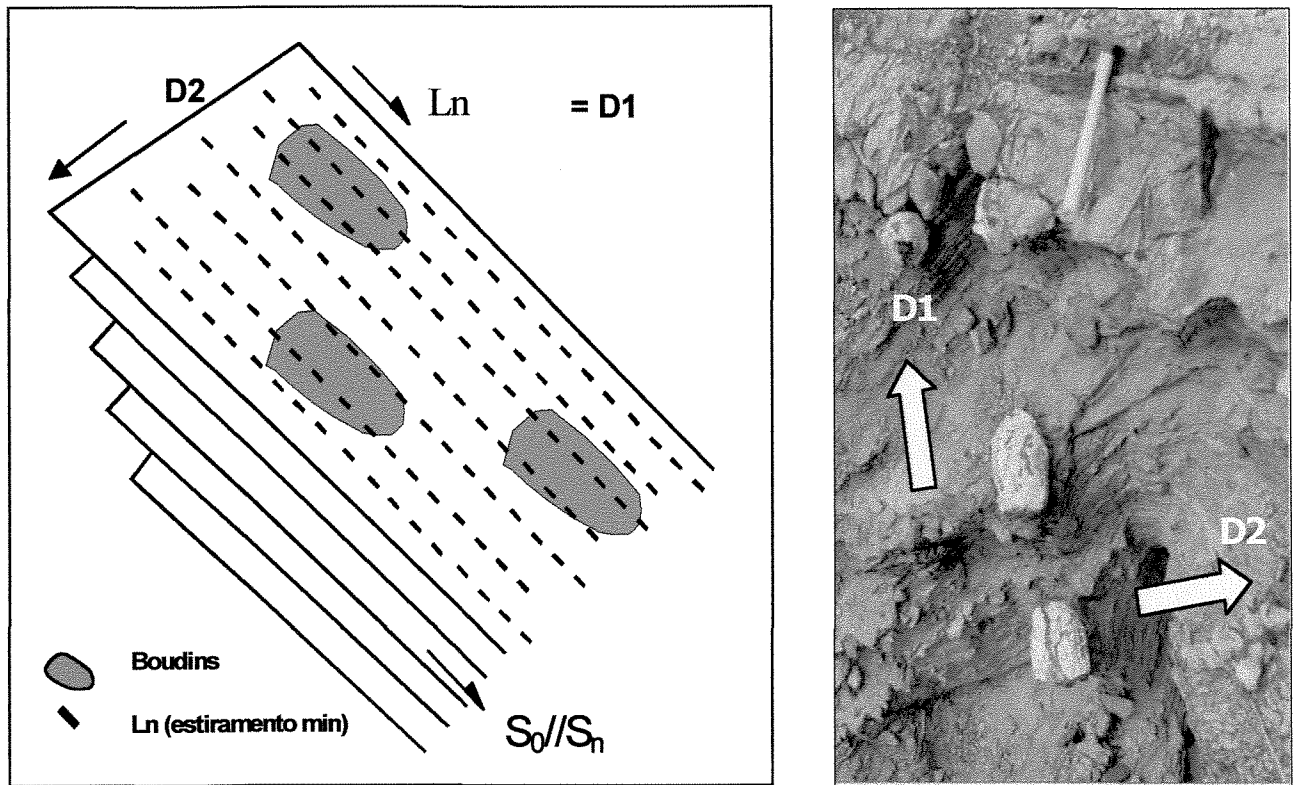 D2
Ln = D1
Boudins
Ln (estiramento min)
S₀//Sₙ
D1
D2